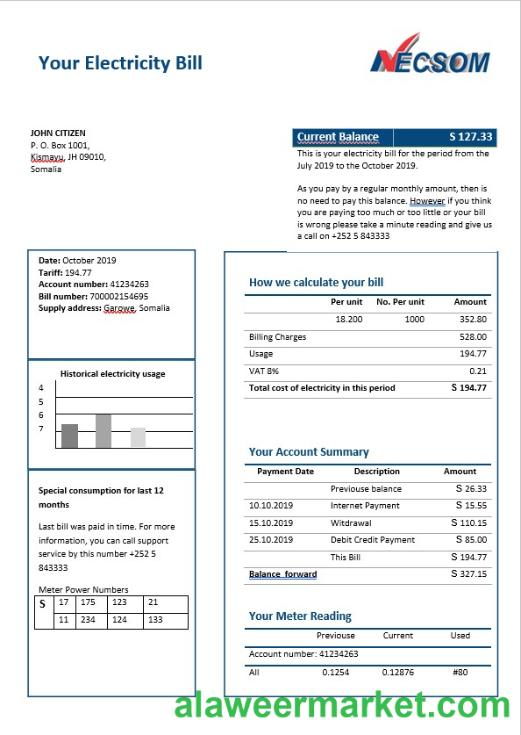 Your Electricity Bill
NECSOM
JOHN CITIZEN
P. O. Box 1001,
Kismayu, JH 09010,
Somalia
Current Balance $ 127.33
This is your electricity bill for the period from the
July 2019 to the October 2019.
As you pay by a regular monthly amount, then is
no need to pay this balance. However if you think
you are paying too much or too little or your bill
is wrong please take a minute reading and give us
a call on +252 5 843333
Date: October 2019
Tariff: 194.77
Account number: 41234263
Bill number: 700002154695
Supply address: Garowe, Somalia
Historical electricity usage
4
5
6
7
Special consumption for last 12
months
Last bill was paid in time. For more
information, you can call support
service by this number +252 5
843333
Meter Power Numbers
S 17 175 123 21
11 234 124 133
How we calculate your bill
Per unit No. Per unit Amount
18.200 1000 352.80
Billing Charges 528.00
Usage 194.77
VAT 8% 0.21
Total cost of electricity in this period $ 194.77
Your Account Summary
Payment Date Description Amount
Previouse balance $ 26.33
10.10.2019 Internet Payment $ 15.55
15.10.2019 Witdrawal $ 110.15
25.10.2019 Debit Credit Payment $ 85.00
This Bill $ 194.77
Balance forward $ 327.15
Your Meter Reading
Previouse Current Used
Account number: 41234263
All 0.1254 0.12876 #80
alaweermarket.com